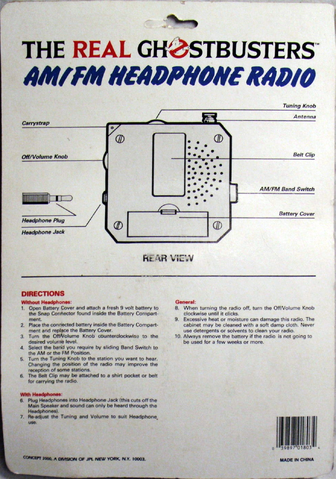 THE REAL GHOSTBUSTERS™
AM/FM HEADPHONE RADIO
Tuning Knob
Antenna
Carrystrap
Off/Volume Knob
Belt Clip
AM/FM Band Switch
Battery Cover
Headphone Plug
Headphone Jack
REAR VIEW
DIRECTIONS
Without Headphones:
1. Open Battery Cover and attach a fresh 9 volt battery to
the Snap Connector found inside the Battery Compart-
ment.
2. Place the connected battery inside the Battery Compart-
ment and replace the Battery Cover.
3. Turn the Off/Volume Knob counterclockwise to the
desired volume level.
4. Select the band you require by sliding Band Switch to
the AM or the FM Position.
5. Turn the Tuning Knob to the station you want to hear.
Changing the position of the radio may improve the
reception of some stations.
6. The Belt Clip may be attached to a shirt pocket or belt
for carrying the radio.
With Headphones:
6. Plug Headphones into Headphone Jack (this cuts off the
Main Speaker and sound can only be heard through the
Headphones).
7. Re-adjust the Tuning and Volume to suit Headphone
use.
General:
8. When turning the radio off, turn the Off/Volume Knob
clockwise until it clicks.
9. Excessive heat or moisture can damage this radio. The
cabinet may be cleaned with a soft damp cloth. Never
use detergents or solvents to clean your radio.
10. Always remove the battery if the radio is not going to
be used for a few weeks or more.
CONCEPT 2000, A DIVISION OF JPL NEW YORK, N.Y. 10003.
MADE IN CHINA